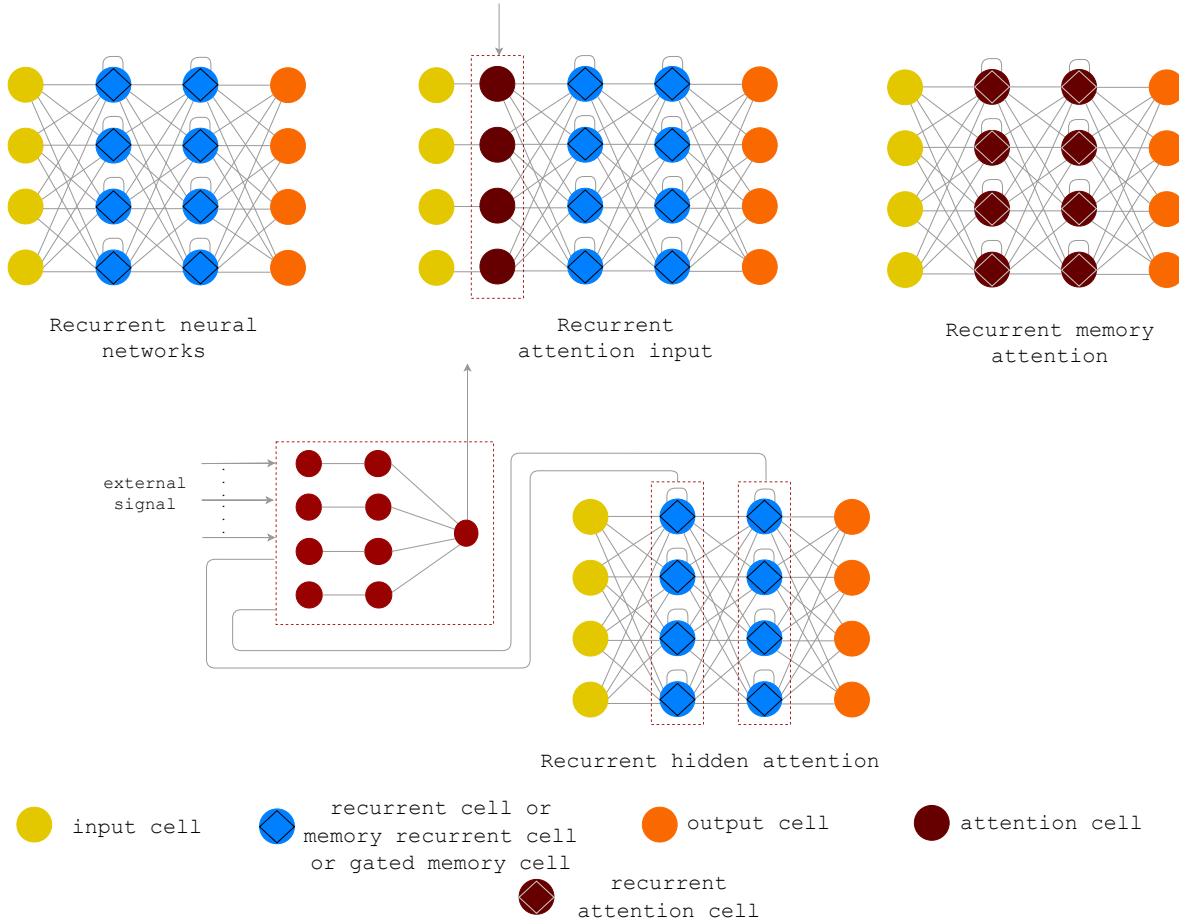 Recurrent neural
networks
Recurrent
attention input
Recurrent memory
attention
external
signal
Recurrent hidden attention
input cell
recurrent cell or
memory recurrent cell
or gated memory cell
output cell
attention cell
recurrent
attention cell